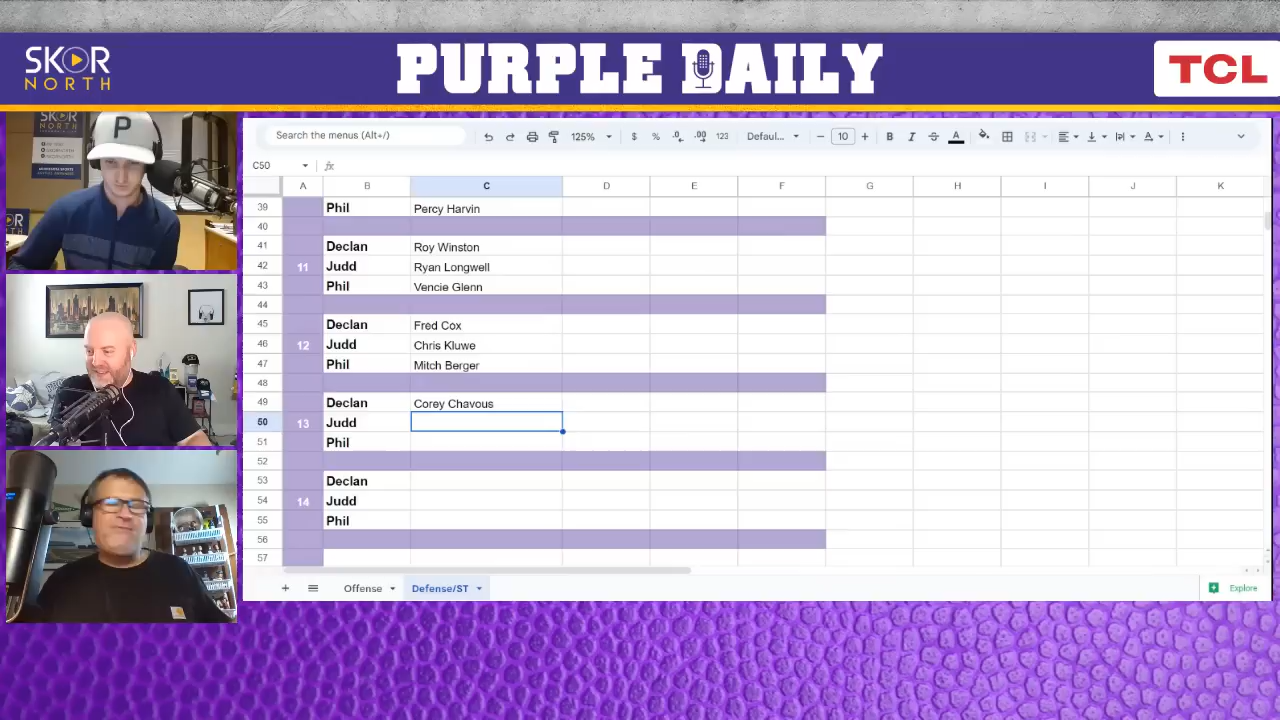 SKOR
NORTH
PURPLE DAILY
TCL
SKOR
NORTH
P
Search the menus (Alt+/)
125%
$ % .0 .00 123
Defaul...
− 10 +
B I S A
C50
fx
A B C D E F G H I J K
39 Phil Percy Harvin
40
41 Declan Roy Winston
42 11 Judd Ryan Longwell
43 Phil Vencie Glenn
44
45 Declan Fred Cox
46 12 Judd Chris Kluwe
47 Phil Mitch Berger
48
49 Declan Corey Chavous
50 13 Judd
51 Phil
52
53 Declan
54 14 Judd
55 Phil
56
57
+ Offense Defense/ST
Explore